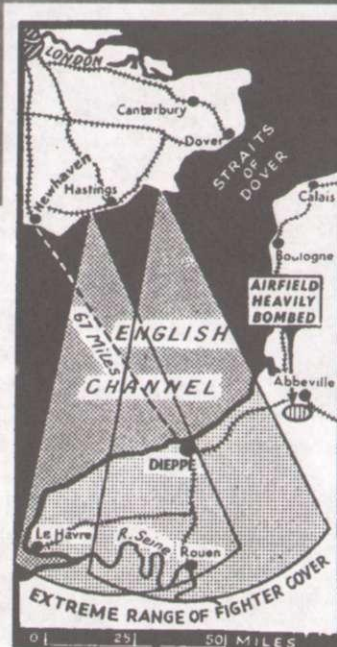 LONDON
Canterbury
Dover
STRAITS
OF
DOVER
Newhaven
Hastings
Calais
Boulogne
AIRFIELD
HEAVILY
BOMBED
67 Miles
ENGLISH
CHANNEL
Abbeville
DIEPPE
Le Hâvre
R. Seine
Rouen
EXTREME RANGE OF FIGHTER COVER
0 25 50 MILES